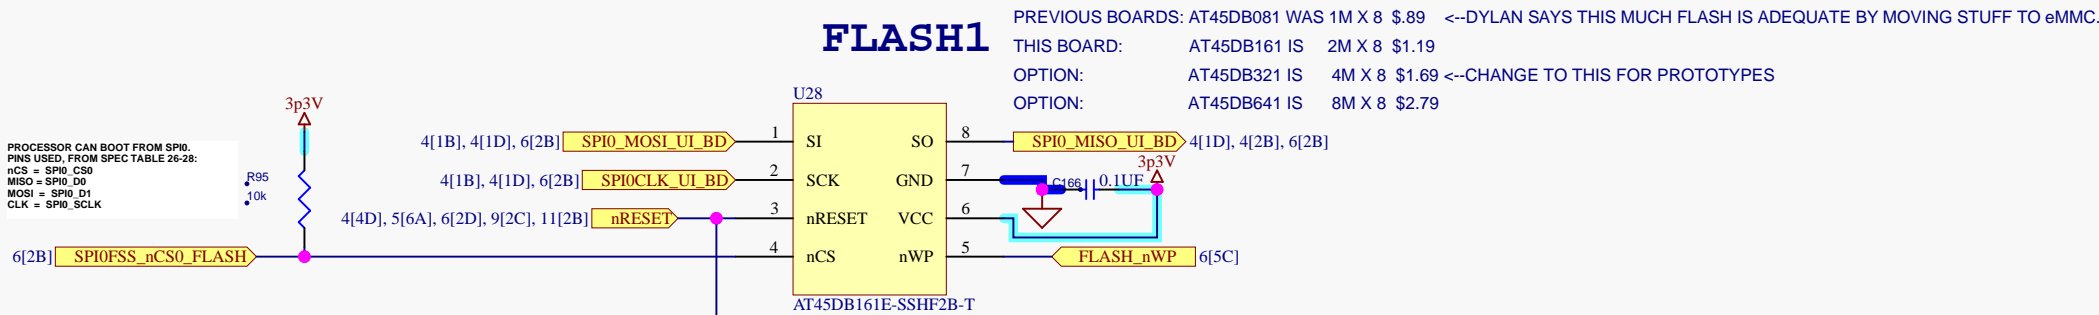 FLASH1
PREVIOUS BOARDS: AT45DB081 WAS 1M X 8 $.89 <--DYLAN SAYS THIS MUCH FLASH IS ADEQUATE BY MOVING STUFF TO eMMC.
THIS BOARD: AT45DB161 IS 2M X 8 $1.19
OPTION: AT45DB321 IS 4M X 8 $1.69 <--CHANGE TO THIS FOR PROTOTYPES
OPTION: AT45DB641 IS 8M X 8 $2.79
PROCESSOR CAN BOOT FROM SPI0.
PINS USED, FROM SPEC TABLE 26-28:
nCS = SPI0_CS0
MISO = SPI0_D0
MOSI = SPI0_D1
CLK = SPI0_SCLK
3p3V
R95
10k
6[2B] SPI0FSS_nCS0_FLASH
4[1B], 4[1D], 6[2B] SPI0_MOSI_UI_BD
4[1B], 4[1D], 6[2B] SPI0CLK_UI_BD
4[4D], 5[6A], 6[2D], 9[2C], 11[2B] nRESET
U28
1 SI SO 8
2 SCK GND 7
3 nRESET VCC 6
4 nCS nWP 5
AT45DB161E-SSHF2B-T
SPI0_MISO_UI_BD 4[1D], 4[2B], 6[2B]
3p3V
C166 0.1UF
FLASH_nWP 6[5C]